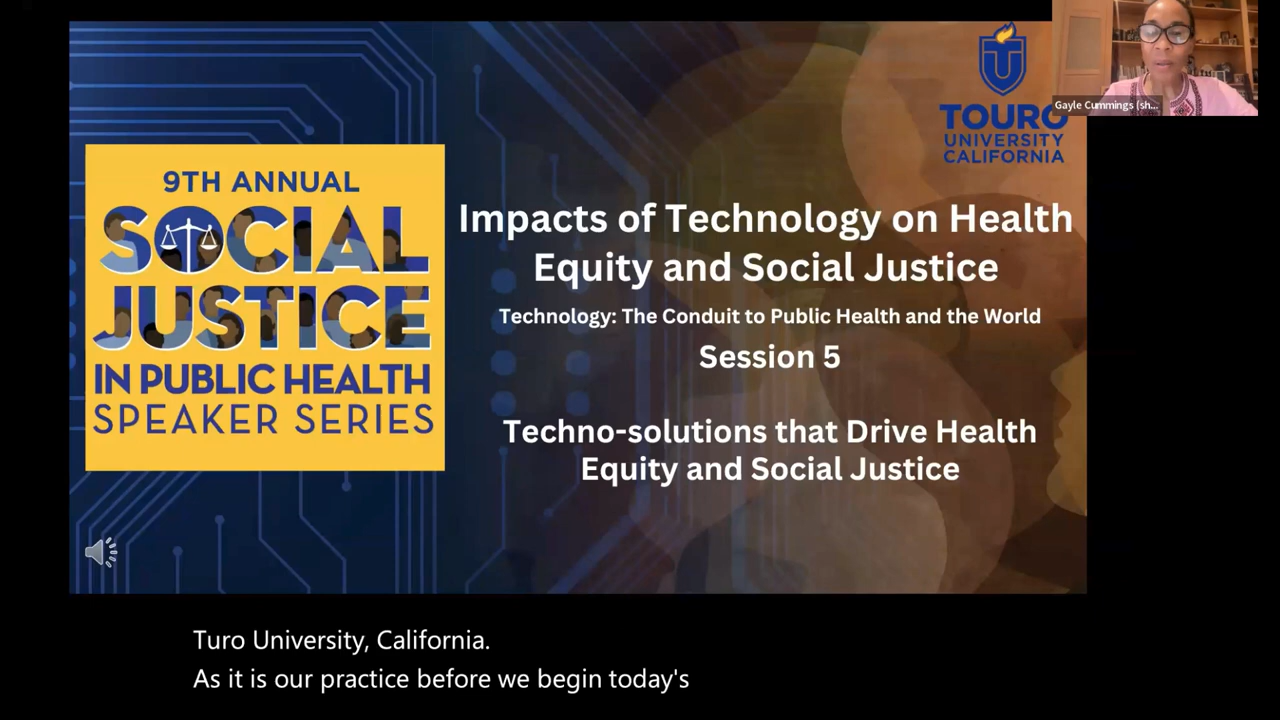 Gayle Cummings (sh...
TOURO
UNIVERSITY
CALIFORNIA
9TH ANNUAL
SOCIAL
JUSTICE
IN PUBLIC HEALTH
SPEAKER SERIES
Impacts of Technology on Health
Equity and Social Justice
Technology: The Conduit to Public Health and the World
Session 5
Techno-solutions that Drive Health
Equity and Social Justice
Turo University, California.
As it is our practice before we begin today's